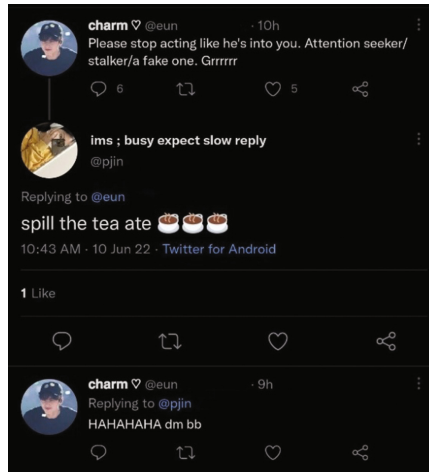 charm ♡ @eun · 10h
Please stop acting like he's into you. Attention seeker/
stalker/a fake one. Grrrrrr
6 5
ims ; busy expect slow reply
@pjin
Replying to @eun
spill the tea ate ☕☕☕
10:43 AM · 10 Jun 22 · Twitter for Android
1 Like
charm ♡ @eun · 9h
Replying to @pjin
HAHAHAHA dm bb